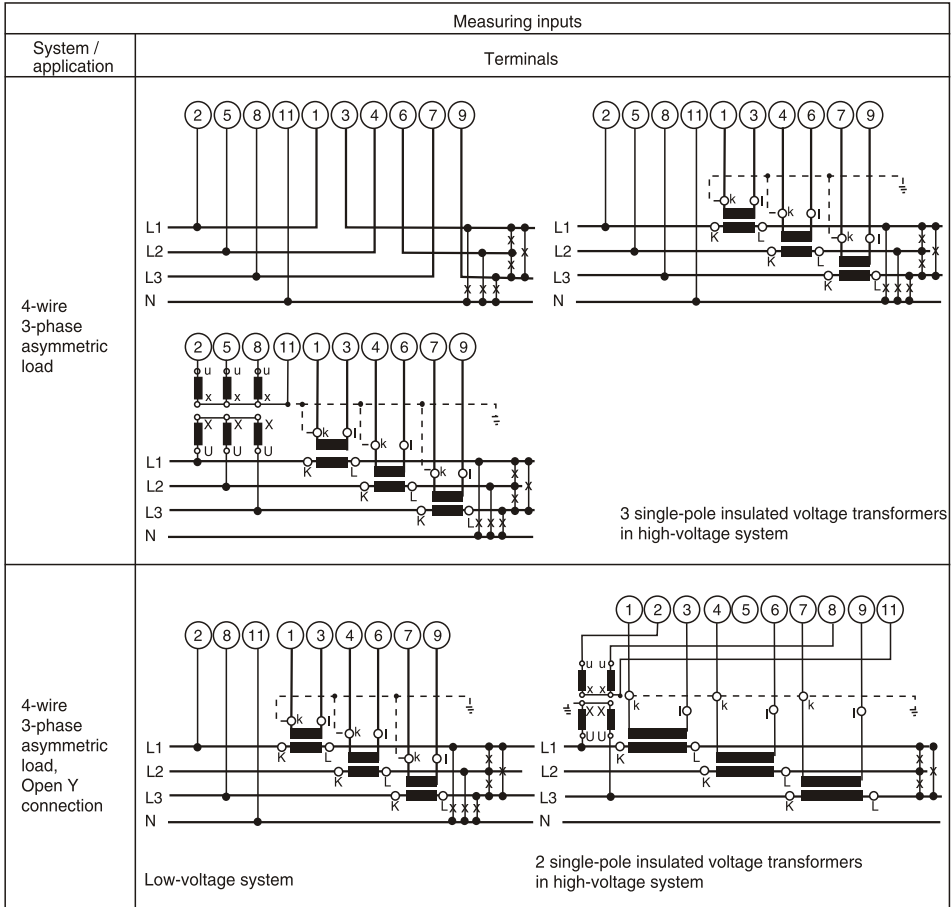 Measuring inputs
System /
application
Terminals
4-wire
3-phase
asymmetric
load
2 5 8 11 1 3 4 6 7 9
L1
L2
L3
N
x x x x x
2 5 8 11 1 3 4 6 7 9
k l
k l
k l
L1
K L
L2
K L
L3
K L
N
x x x x x
2 5 8 11 1 3 4 6 7 9
u u u
x x x
X X X
U U U
k l
k l
k l
L1
K L
L2
K L
L3
K L
N
x x x x x
3 single-pole insulated voltage transformers
in high-voltage system
4-wire
3-phase
asymmetric
load,
Open Y
connection
2 8 11 1 3 4 6 7 9
k l
k l
k l
L1
K L
L2
K L
L3
K L
N
x x x x x
Low-voltage system
1 2 3 4 5 6 7 8 9 11
u u
x x
X X
U U
k l k l k l
L1
K L
L2
K L
L3
K L
N
x x x
2 single-pole insulated voltage transformers
in high-voltage system